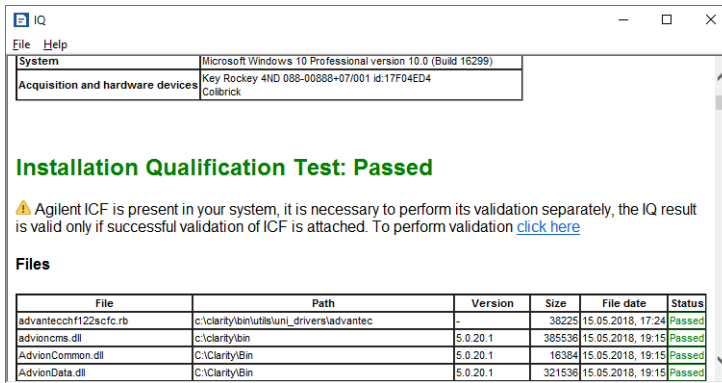 IQ
File Help
System Microsoft Windows 10 Professional version 10.0 (Build 16299)
Acquisition and hardware devices Key Rockey 4ND 088-00888+07/001 id:17F04ED4
Colibrick
Installation Qualification Test: Passed
Agilent ICF is present in your system, it is necessary to perform its validation separately, the IQ result
is valid only if successful validation of ICF is attached. To perform validation click here
Files
File Path Version Size File date Status
advantecchf122scfc.rb c:\clarity\bin\utils\uni_drivers\advantec - 38225 15.05.2018, 17:24 Passed
advioncms.dll c:\clarity\bin 5.0.20.1 385536 15.05.2018, 19:15 Passed
AdvionCommon.dll C:\Clarity\Bin 5.0.20.1 16384 15.05.2018, 19:15 Passed
AdvionData.dll C:\Clarity\Bin 5.0.20.1 321536 15.05.2018, 19:15 Passed